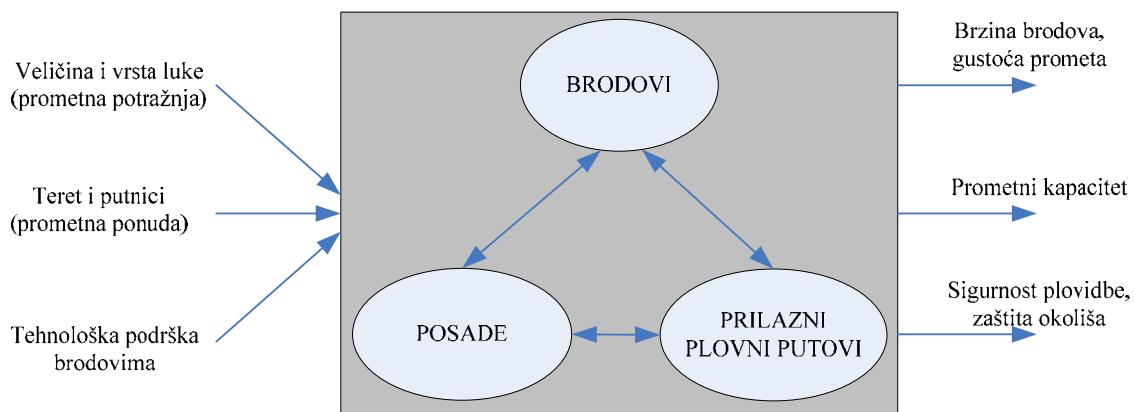 Veličina i vrsta luke
(prometna potražnja)
Teret i putnici
(prometna ponuda)
Tehnološka podrška
brodovima
BRODOVI
POSADE
PRILAZNI
PLOVNI PUTOVI
Brzina brodova,
gustoća prometa
Prometni kapacitet
Sigurnost plovidbe,
zaštita okoliša